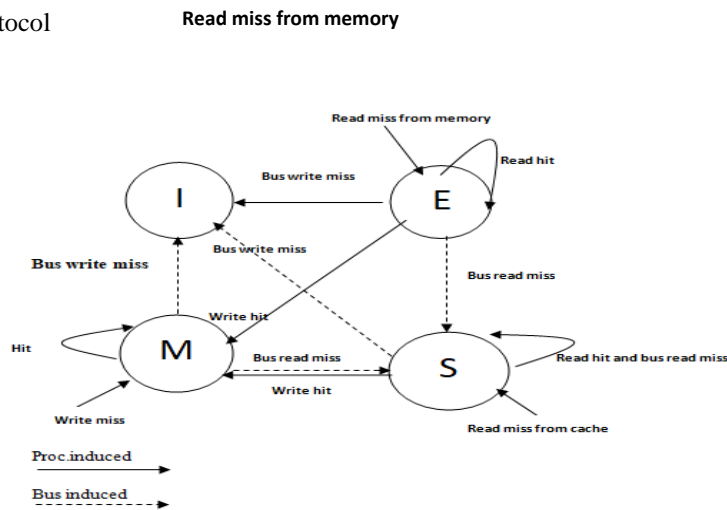 tocol
Read miss from memory
Read miss from memory
Read hit
Bus write miss
I
E
Bus write miss
Bus write miss
Bus read miss
Write hit
Hit
M
Bus read miss
S
Read hit and bus read miss
Write hit
Write miss
Read miss from cache
Proc.induced
Bus induced